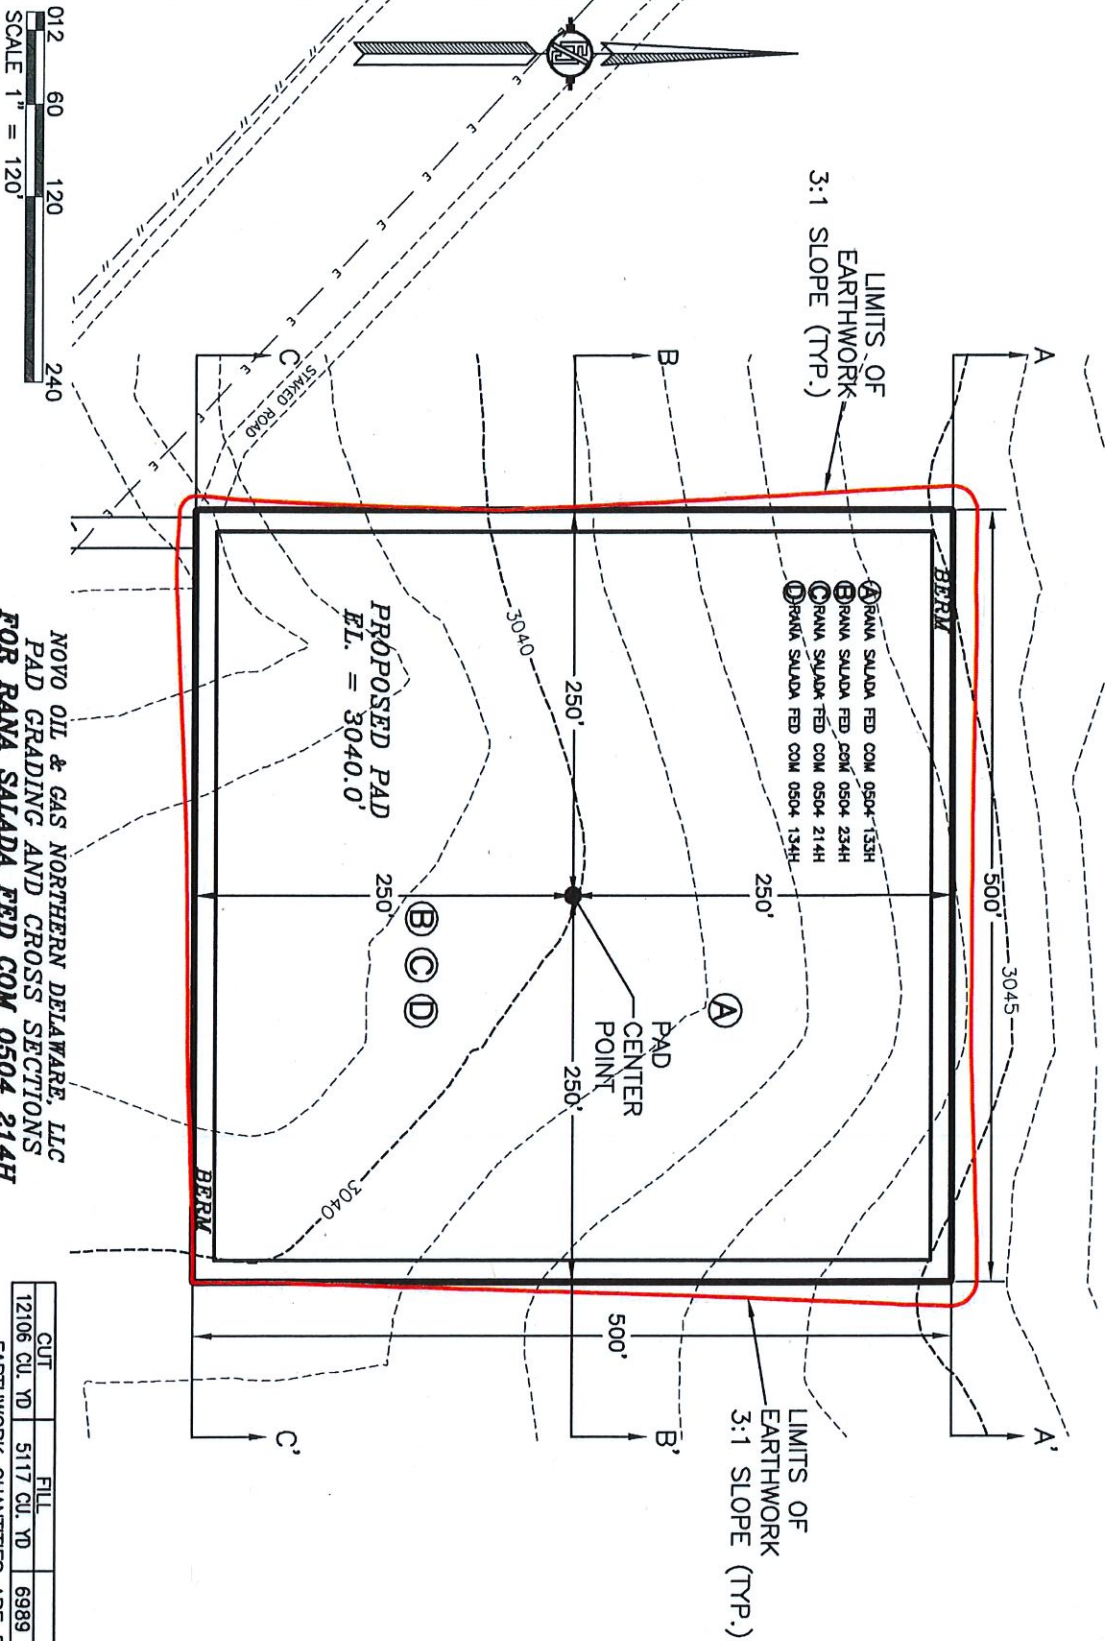 A
A'
LIMITS OF
EARTHWORK
3:1 SLOPE (TYP.)
3045
500'
BERM
Ⓐ RANA SALADA FED COM 0504 133H
Ⓑ RANA SALADA FED COM 0504 234H
Ⓒ RANA SALADA FED COM 0504 214H
Ⓓ RANA SALADA FED COM 0504 134H
250'
Ⓐ
LIMITS OF
EARTHWORK
3:1 SLOPE (TYP.)
B
B'
PAD
CENTER
POINT
500'
3040
250'
250'
Ⓑ Ⓒ Ⓓ
250'
PROPOSED PAD
EL. = 3040.0'
3040
C
C'
STAKED ROAD
BERM
012 60 120 240
SCALE 1" = 120'
NOVO OIL & GAS NORTHERN DELAWARE, LLC
PAD GRADING AND CROSS SECTIONS
FOR RANA SALADA FED COM 0504 214H
CUT FILL
12106 CU. YD 5117 CU. YD 6989
EARTHWORK QUANTITIES ARE